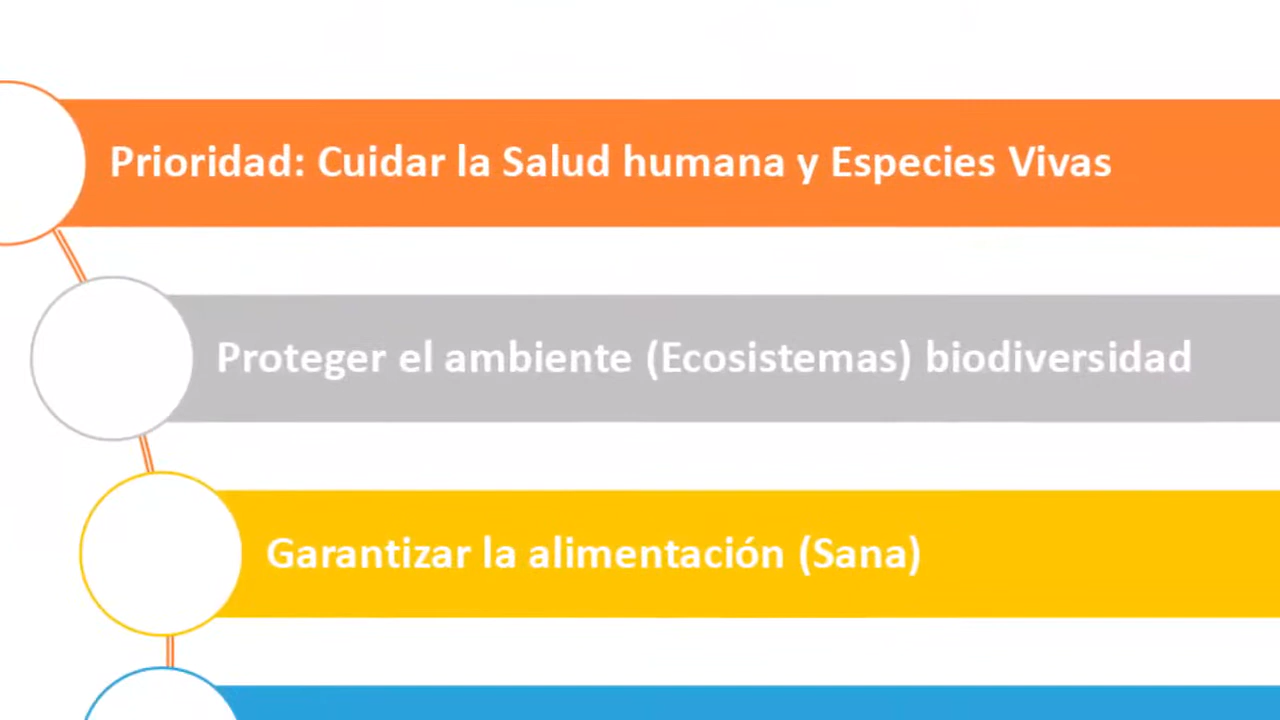 Prioridad: Cuidar la Salud humana y Especies Vivas
Proteger el ambiente (Ecosistemas) biodiversidad
Garantizar la alimentación (Sana)